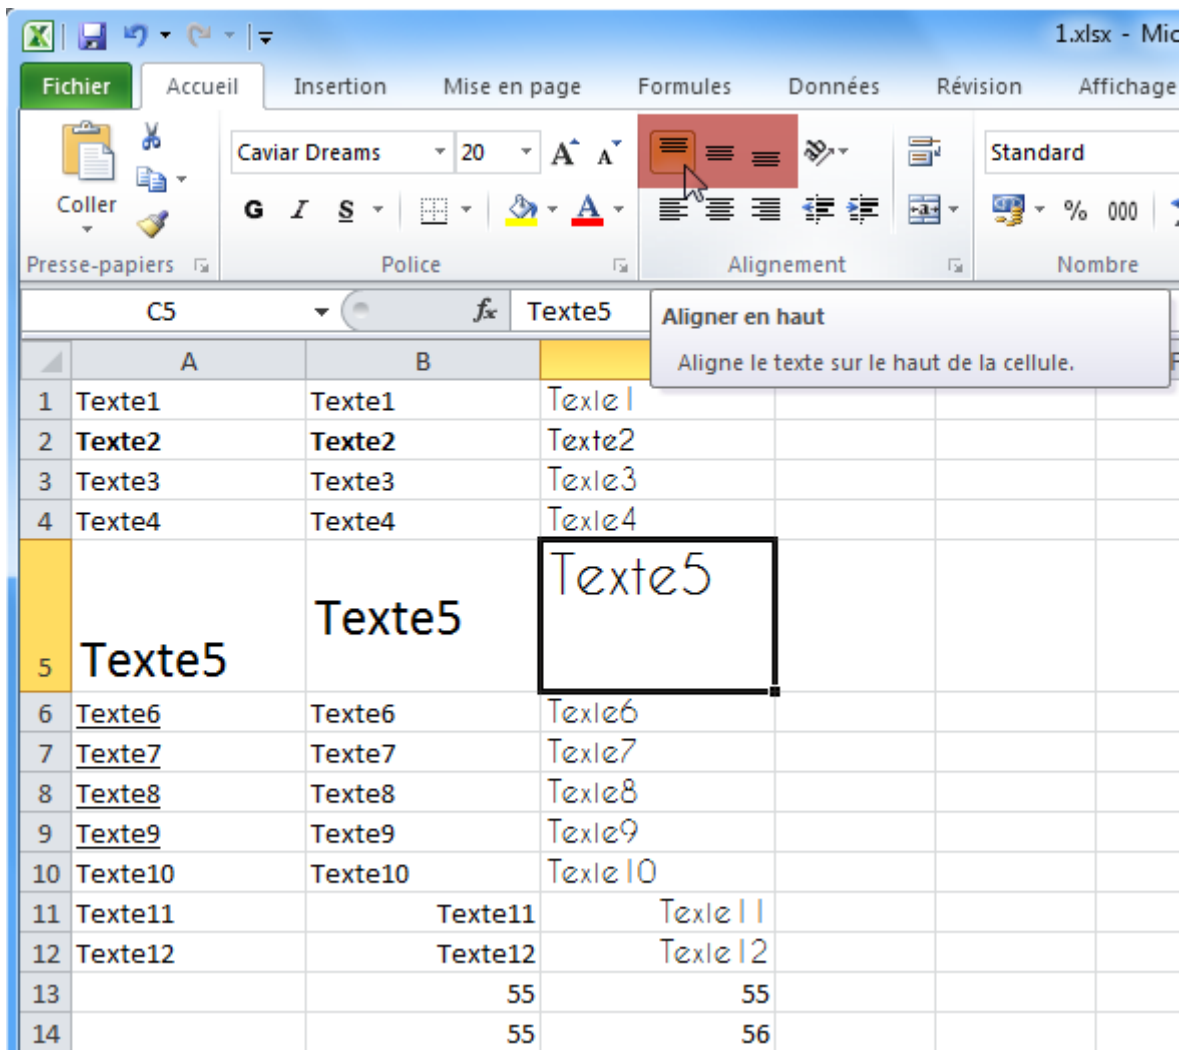 1.xlsx - Mic
Fichier Accueil Insertion Mise en page Formules Données Révision Affichage
Caviar Dreams 20 A A Standard
Coller G I S A % 000
Presse-papiers Police Alignement Nombre
C5 fx Texte5
Aligner en haut
Aligne le texte sur le haut de la cellule.
A B F
1 Texte1 Texte1 Texte1
2 Texte2 Texte2 Texte2
3 Texte3 Texte3 Texte3
4 Texte4 Texte4 Texte4
5 Texte5 Texte5 Texte5
6 Texte6 Texte6 Texte6
7 Texte7 Texte7 Texte7
8 Texte8 Texte8 Texte8
9 Texte9 Texte9 Texte9
10 Texte10 Texte10 Texte10
11 Texte11 Texte11 Texte11
12 Texte12 Texte12 Texte12
13 55 55
14 55 56